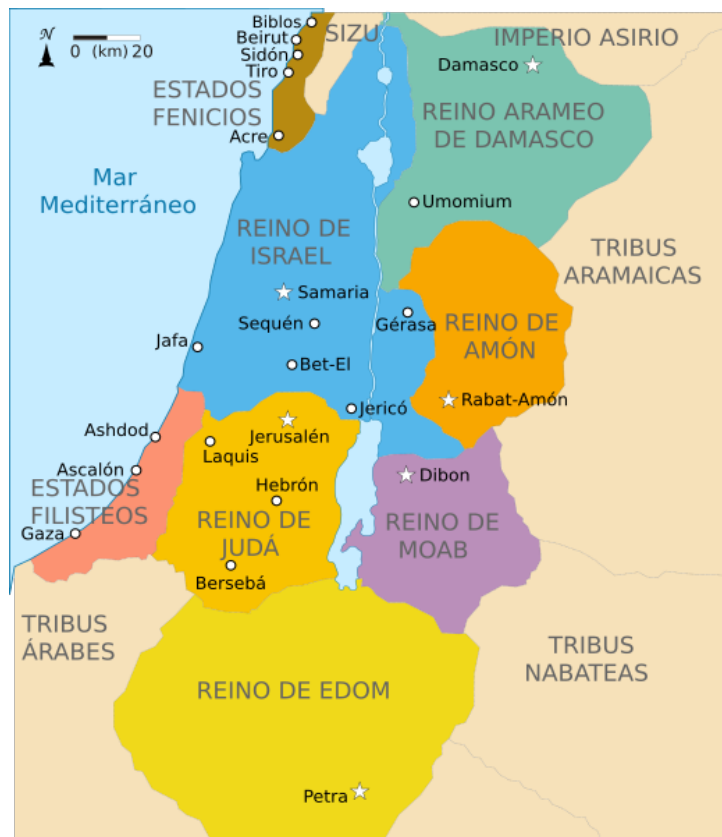 Biblos
Beirut
Sidón
Tiro
SIZU
IMPERIO ASIRIO
N
0 (km) 20
Damasco
ESTADOS
FENICIOS
REINO ARAMEO
DE DAMASCO
Acre
Mar
Mediterráneo
Umomium
REINO DE
ISRAEL
TRIBUS
ARAMAICAS
Samaria
Sequén
Gérasa
REINO DE
AMÓN
Jafa
Bet-El
Jericó
Rabat-Amón
Ashdod
Jerusalén
Laquis
Ascalón
Dibon
ESTADOS
FILISTEOS
Hebrón
Gaza
REINO DE
JUDÁ
REINO DE
MOAB
Bersebá
TRIBUS
ÁRABES
TRIBUS
NABATEAS
REINO DE EDOM
Petra